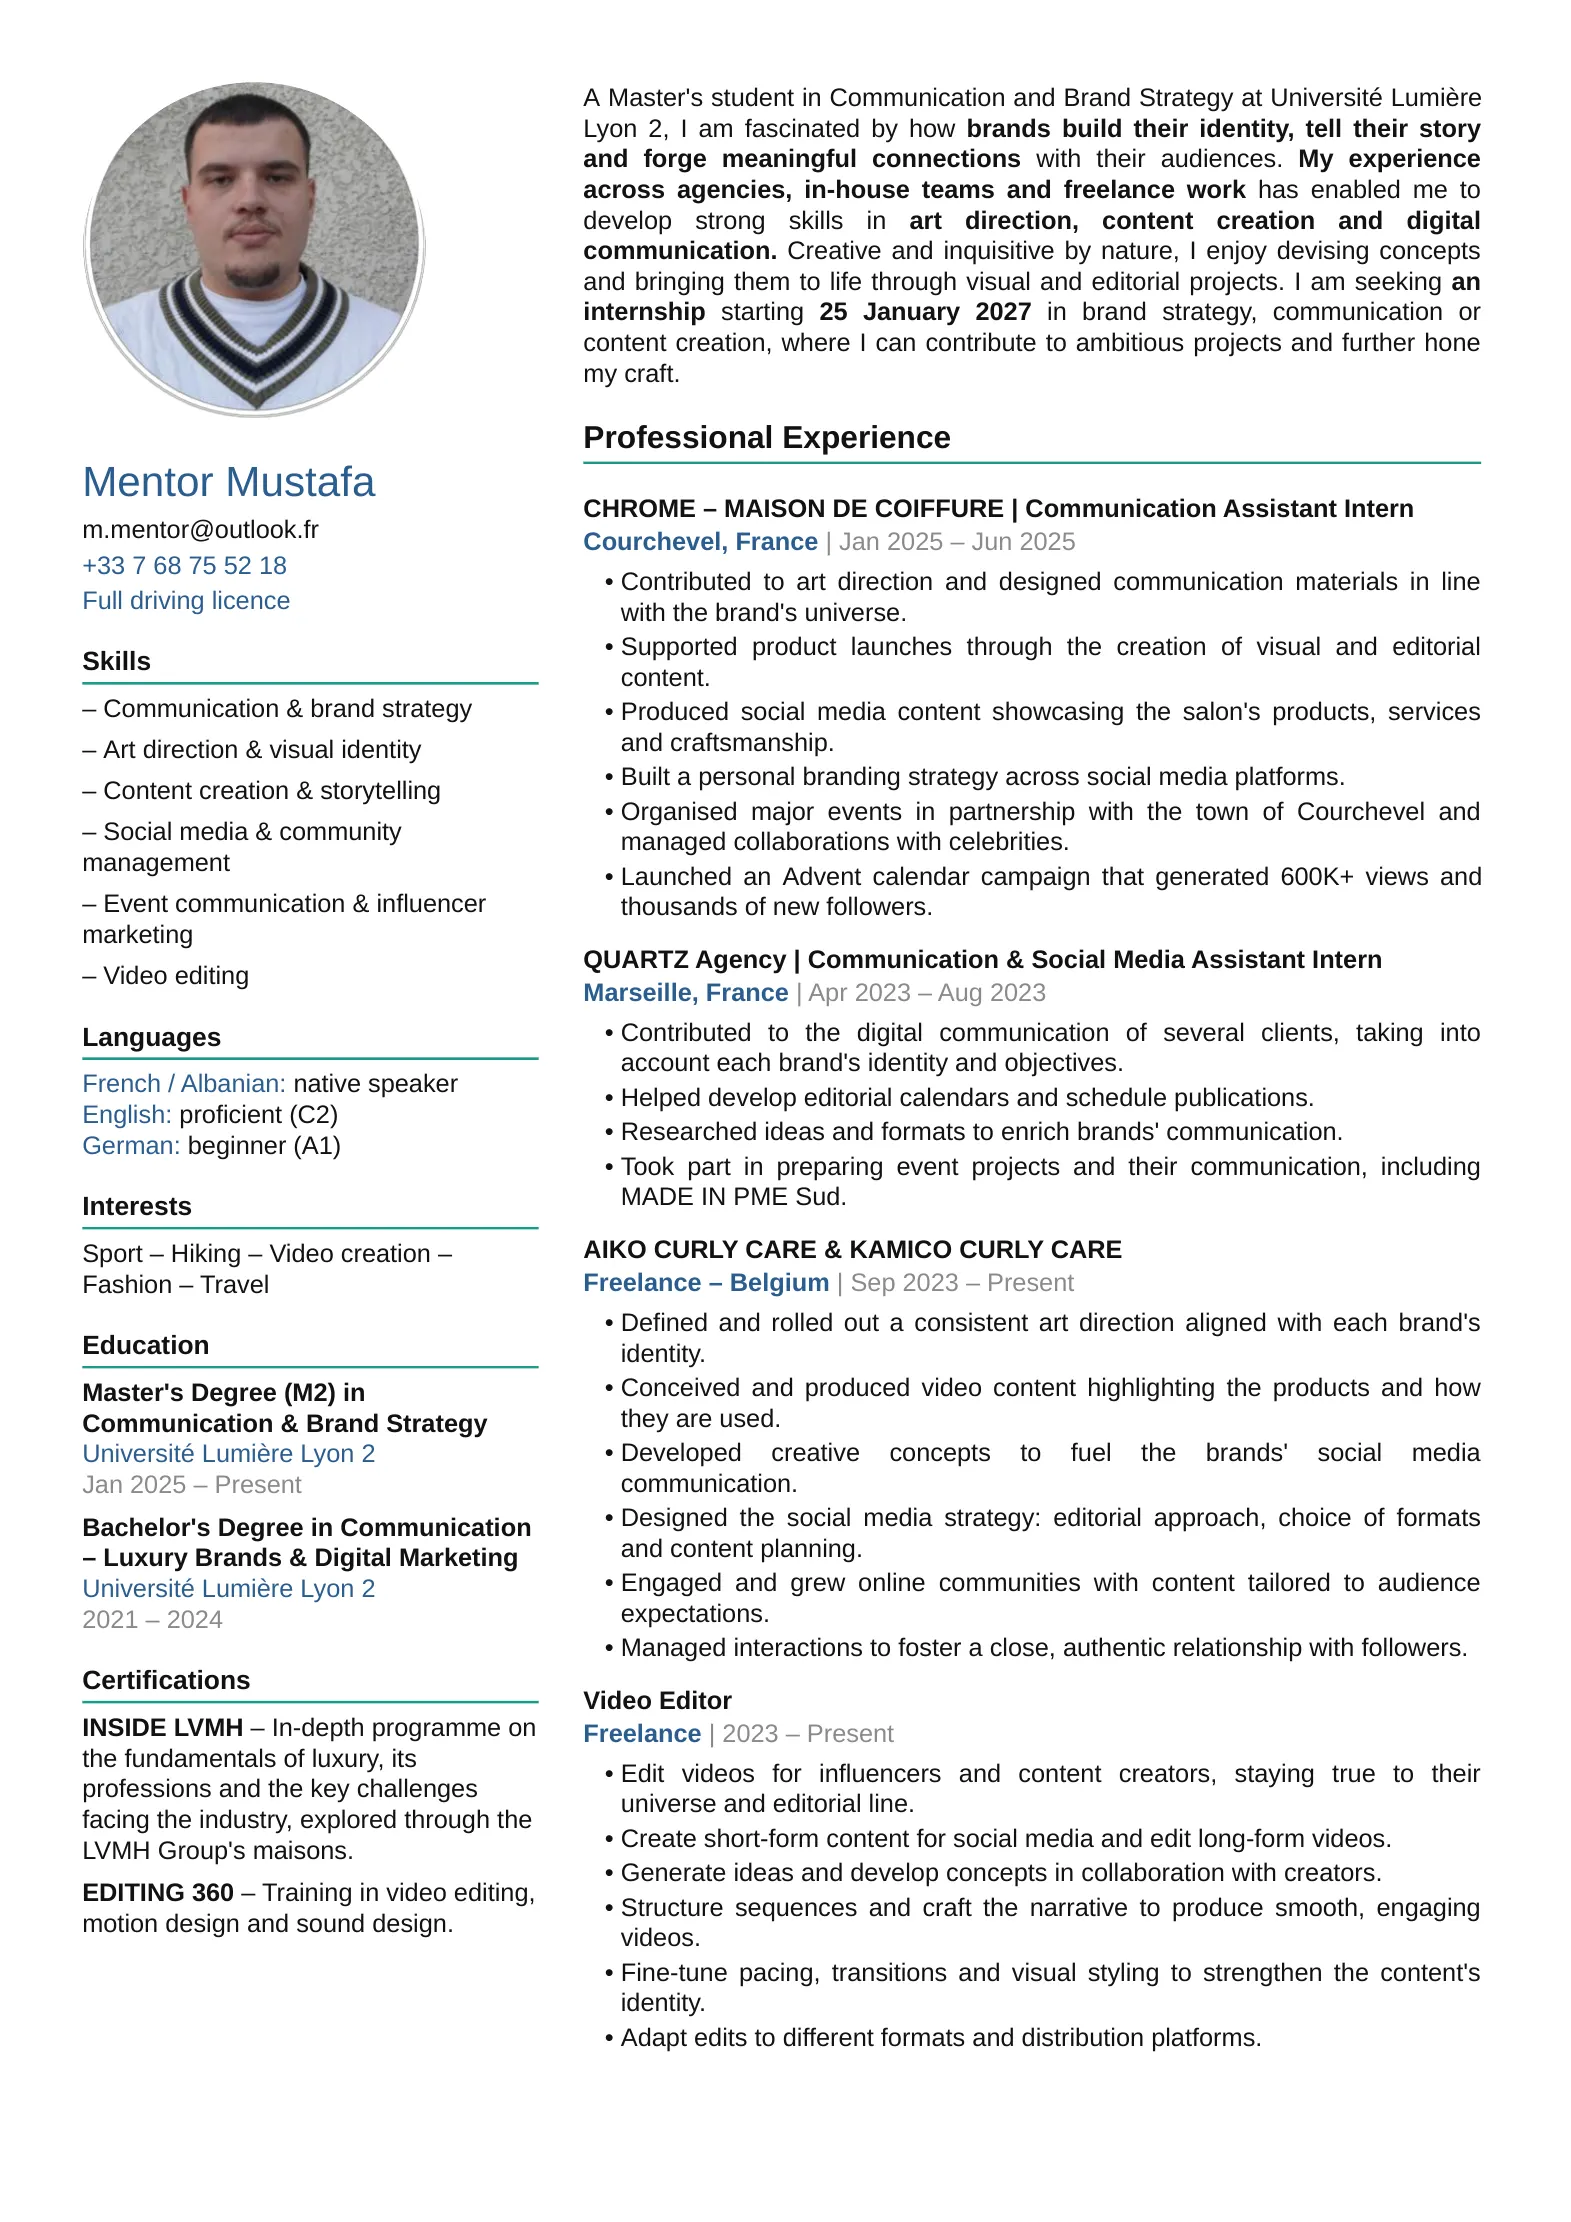 Mentor Mustafa
m.mentor@outlook.fr
+33 7 68 75 52 18
Full driving licence
Skills
– Communication & brand strategy
– Art direction & visual identity
– Content creation & storytelling
– Social media & community
management
– Event communication & influencer
marketing
– Video editing
Languages
French / Albanian: native speaker
English: proficient (C2)
German: beginner (A1)
Interests
Sport – Hiking – Video creation –
Fashion – Travel
Education
Master's Degree (M2) in
Communication & Brand Strategy
Université Lumière Lyon 2
Jan 2025 – Present
Bachelor's Degree in Communication
– Luxury Brands & Digital Marketing
Université Lumière Lyon 2
2021 – 2024
Certifications
INSIDE LVMH – In-depth programme on
the fundamentals of luxury, its
professions and the key challenges
facing the industry, explored through the
LVMH Group's maisons.
EDITING 360 – Training in video editing,
motion design and sound design.
A Master's student in Communication and Brand Strategy at Université Lumière
Lyon 2, I am fascinated by how brands build their identity, tell their story
and forge meaningful connections with their audiences. My experience
across agencies, in-house teams and freelance work has enabled me to
develop strong skills in art direction, content creation and digital
communication. Creative and inquisitive by nature, I enjoy devising concepts
and bringing them to life through visual and editorial projects. I am seeking an
internship starting 25 January 2027 in brand strategy, communication or
content creation, where I can contribute to ambitious projects and further hone
my craft.
Professional Experience
CHROME – MAISON DE COIFFURE | Communication Assistant Intern
Courchevel, France | Jan 2025 – Jun 2025
• Contributed to art direction and designed communication materials in line
with the brand's universe.
• Supported product launches through the creation of visual and editorial
content.
• Produced social media content showcasing the salon's products, services
and craftsmanship.
• Built a personal branding strategy across social media platforms.
• Organised major events in partnership with the town of Courchevel and
managed collaborations with celebrities.
• Launched an Advent calendar campaign that generated 600K+ views and
thousands of new followers.
QUARTZ Agency | Communication & Social Media Assistant Intern
Marseille, France | Apr 2023 – Aug 2023
• Contributed to the digital communication of several clients, taking into
account each brand's identity and objectives.
• Helped develop editorial calendars and schedule publications.
• Researched ideas and formats to enrich brands' communication.
• Took part in preparing event projects and their communication, including
MADE IN PME Sud.
AIKO CURLY CARE & KAMICO CURLY CARE
Freelance – Belgium | Sep 2023 – Present
• Defined and rolled out a consistent art direction aligned with each brand's
identity.
• Conceived and produced video content highlighting the products and how
they are used.
• Developed creative concepts to fuel the brands' social media
communication.
• Designed the social media strategy: editorial approach, choice of formats
and content planning.
• Engaged and grew online communities with content tailored to audience
expectations.
• Managed interactions to foster a close, authentic relationship with followers.
Video Editor
Freelance | 2023 – Present
• Edit videos for influencers and content creators, staying true to their
universe and editorial line.
• Create short-form content for social media and edit long-form videos.
• Generate ideas and develop concepts in collaboration with creators.
• Structure sequences and craft the narrative to produce smooth, engaging
videos.
• Fine-tune pacing, transitions and visual styling to strengthen the content's
identity.
• Adapt edits to different formats and distribution platforms.